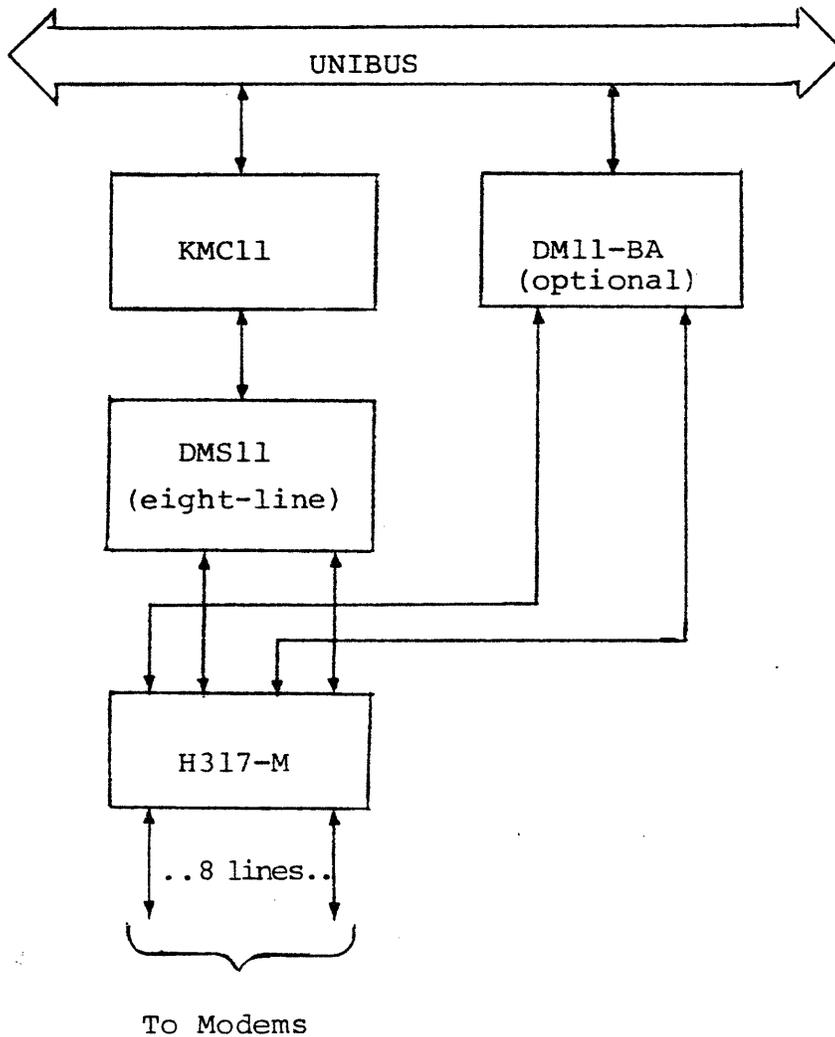 UNIBUS
KMC11
DM11-BA
(optional)
DMS11
(eight-line)
H317-M
..8 lines..
To Modems